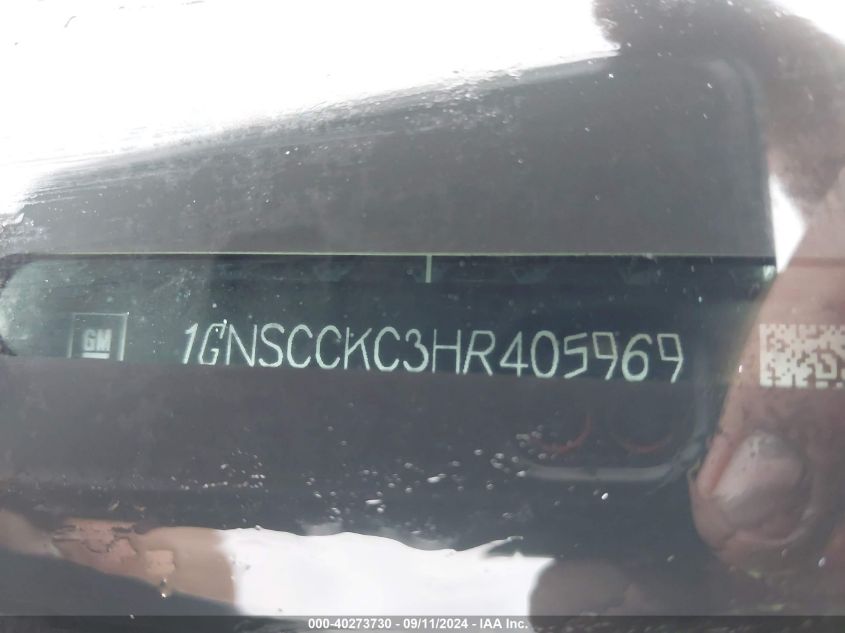 GM 1GNSCCKC3HR405969
000-40273730 - 09/11/2024 - IAA Inc.